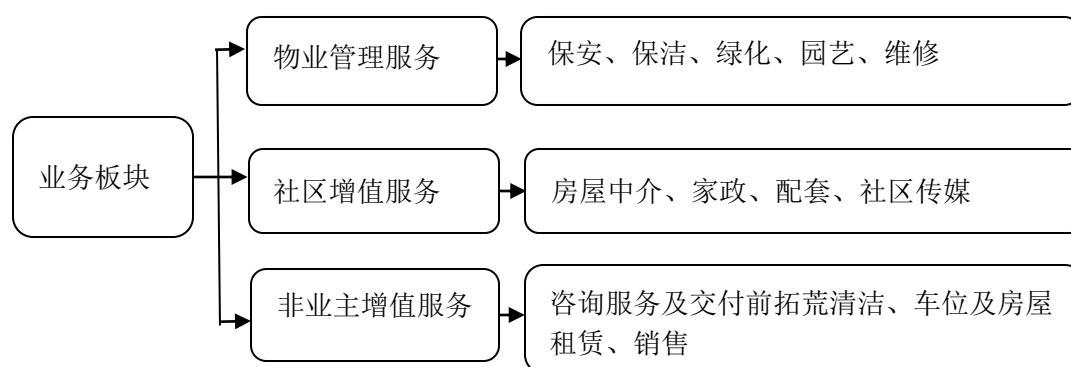 业务板块
物业管理服务
保安、保洁、绿化、园艺、维修
社区增值服务
房屋中介、家政、配套、社区传媒
非业主增值服务
咨询服务及交付前拓荒清洁、车位及房屋
租赁、销售